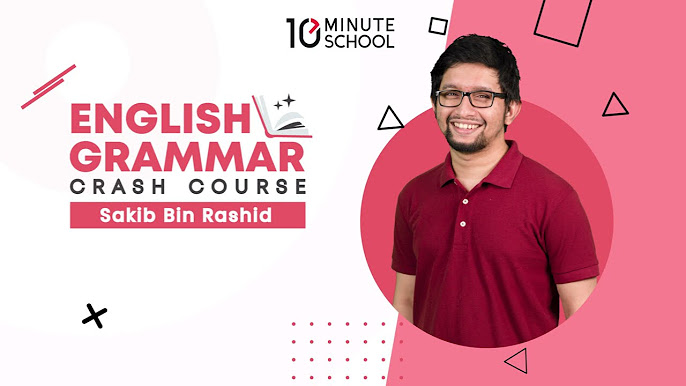 10 MINUTE
SCHOOL
ENGLISH
GRAMMAR
CRASH COURSE
Sakib Bin Rashid